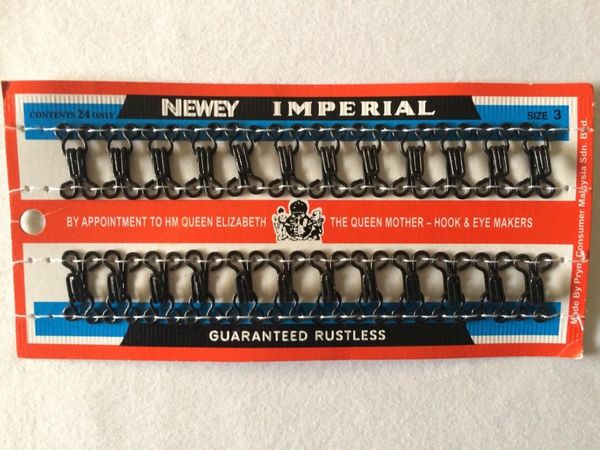 CONTENTS 24 ONLY
NEWEY IMPERIAL
SIZE 3
BY APPOINTMENT TO HM QUEEN ELIZABETH THE QUEEN MOTHER – HOOK & EYE MAKERS
GUARANTEED RUSTLESS
Made By Prym Consumer Malaysia Sdn. Bhd.